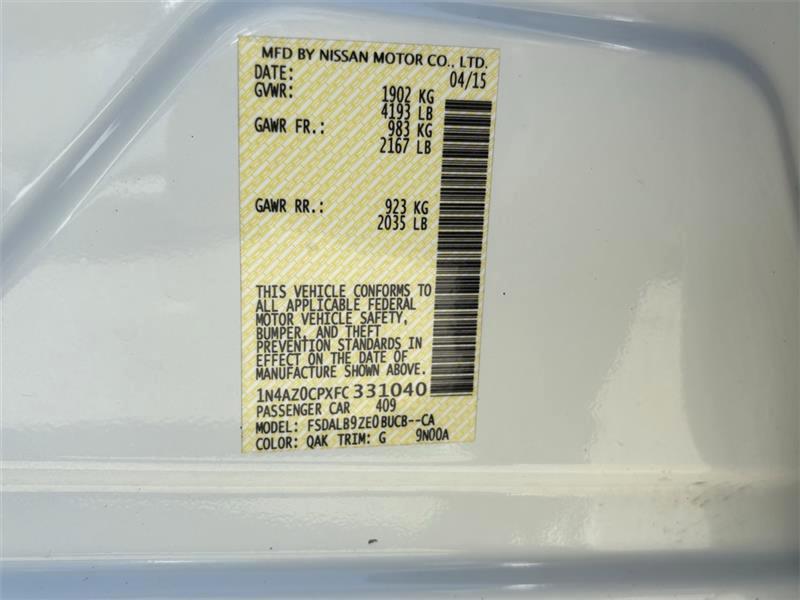 MFD BY NISSAN MOTOR CO., LTD.
DATE: 04/15
GVWR: 1902 KG
4193 LB
GAWR FR.: 983 KG
2167 LB
GAWR RR.: 923 KG
2035 LB
THIS VEHICLE CONFORMS TO
ALL APPLICABLE FEDERAL
MOTOR VEHICLE SAFETY,
BUMPER, AND THEFT
PREVENTION STANDARDS IN
EFFECT ON THE DATE OF
MANUFACTURE SHOWN ABOVE.
1N4AZ0CPXFC331040
PASSENGER CAR 409
MODEL: FSDALB9ZE0BUCB--CA
COLOR: QAK TRIM: G 9N00A